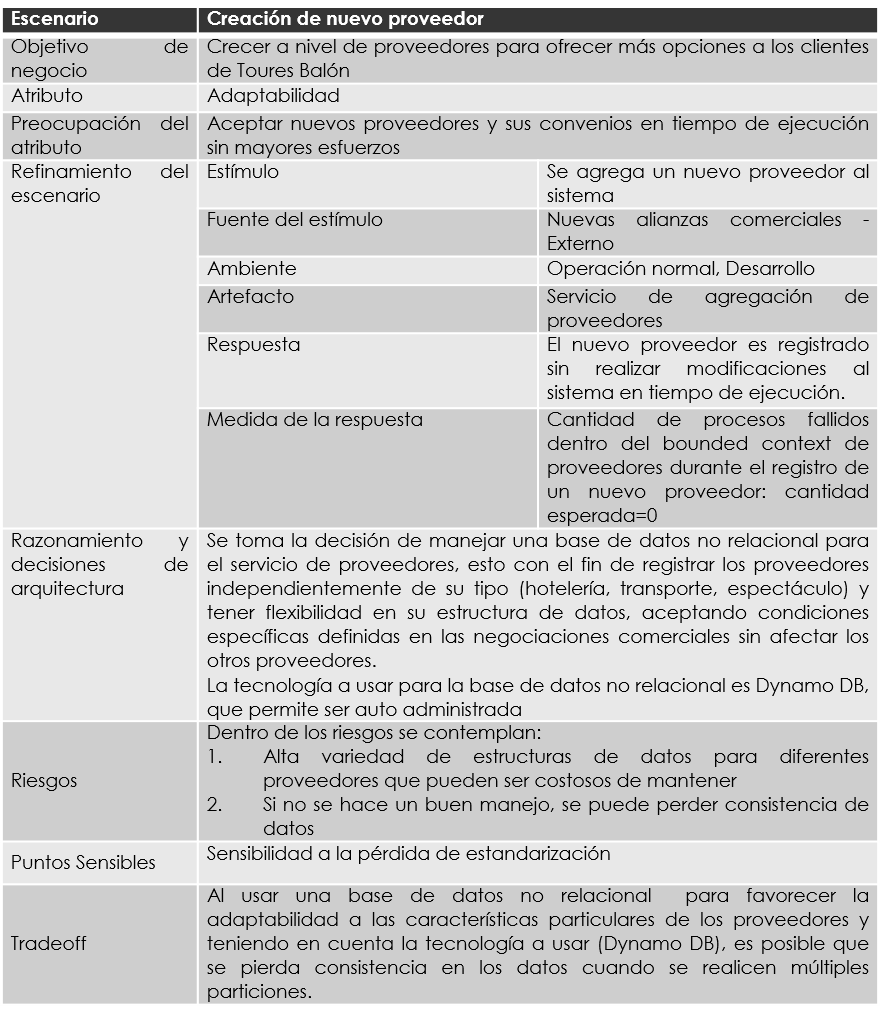 Escenario
Creación de nuevo proveedor
Objetivo de
negocio
Crecer a nivel de proveedores para ofrecer más opciones a los clientes
de Toures Balón
Atributo
Adaptabilidad
Preocupación del
atributo
Aceptar nuevos proveedores y sus convenios en tiempo de ejecución
sin mayores esfuerzos
Refinamiento del
escenario
Estímulo
Se agrega un nuevo proveedor al
sistema
Fuente del estímulo
Nuevas alianzas comerciales -
Externo
Ambiente
Operación normal, Desarrollo
Artefacto
Servicio de agregación de
proveedores
Respuesta
El nuevo proveedor es registrado
sin realizar modificaciones al
sistema en tiempo de ejecución.
Medida de la respuesta
Cantidad de procesos fallidos
dentro del bounded context de
proveedores durante el registro de
un nuevo proveedor: cantidad
esperada=0
Razonamiento y
decisiones de
arquitectura
Se toma la decisión de manejar una base de datos no relacional para
el servicio de proveedores, esto con el fin de registrar los proveedores
independientemente de su tipo (hotelería, transporte, espectáculo) y
tener flexibilidad en su estructura de datos, aceptando condiciones
específicas definidas en las negociaciones comerciales sin afectar los
otros proveedores.
La tecnología a usar para la base de datos no relacional es Dynamo DB,
que permite ser auto administrada
Riesgos
Dentro de los riesgos se contemplan:
1. Alta variedad de estructuras de datos para diferentes
proveedores que pueden ser costosos de mantener
2. Si no se hace un buen manejo, se puede perder consistencia de
datos
Puntos Sensibles
Sensibilidad a la pérdida de estandarización
Tradeoff
Al usar una base de datos no relacional para favorecer la
adaptabilidad a las características particulares de los proveedores y
teniendo en cuenta la tecnología a usar (Dynamo DB), es posible que
se pierda consistencia en los datos cuando se realicen múltiples
particiones.